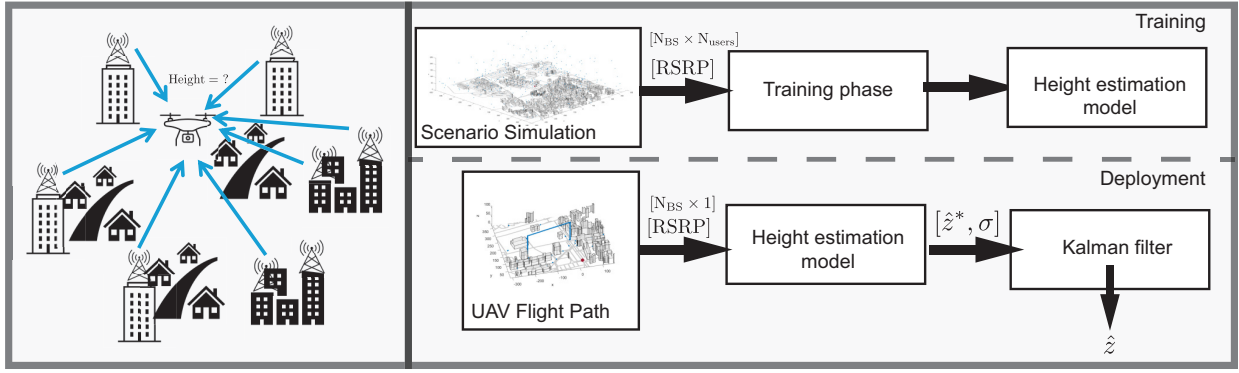 Height = ?
Training
[N_BS × N_users]
[RSRP]
Scenario Simulation
Training phase
Height estimation
model
Deployment
[N_BS × 1]
[RSRP]
UAV Flight Path
Height estimation
model
[ẑ*, σ]
Kalman filter
ẑ